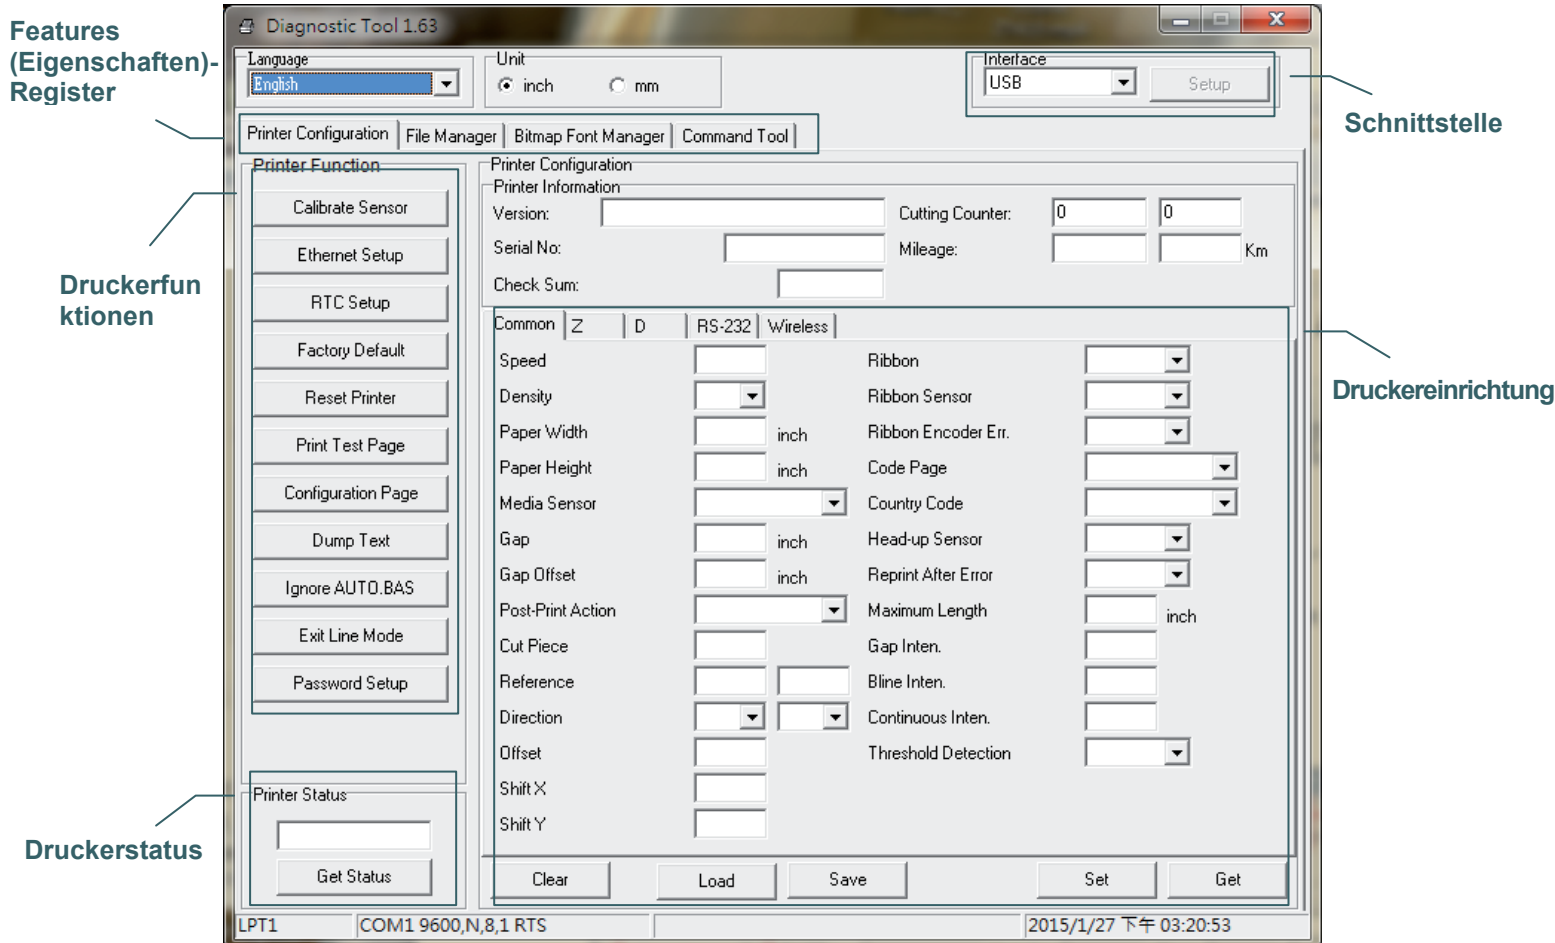 Features
(Eigenschaften)-
Register
Diagnostic Tool 1.63
Language
English
Unit
inch
mm
Interface
USB
Setup
Schnittstelle
Printer Configuration
File Manager
Bitmap Font Manager
Command Tool
Printer Function
Calibrate Sensor
Ethernet Setup
RTC Setup
Factory Default
Reset Printer
Print Test Page
Configuration Page
Dump Text
Ignore AUTO.BAS
Exit Line Mode
Password Setup
Druckerfun
ktionen
Printer Configuration
Printer Information
Version:
Cutting Counter:
0
0
Serial No:
Mileage:
Km
Check Sum:
Common
Z
D
RS-232
Wireless
Speed
Ribbon
Density
Ribbon Sensor
Paper Width
inch
Ribbon Encoder Err.
Paper Height
inch
Code Page
Media Sensor
Country Code
Gap
inch
Head-up Sensor
Gap Offset
inch
Reprint After Error
Post-Print Action
Maximum Length
inch
Cut Piece
Gap Inten.
Reference
Bline Inten.
Direction
Continuous Inten.
Offset
Threshold Detection
Shift X
Shift Y
Druckereinrichtung
Printer Status
Get Status
Druckerstatus
Clear
Load
Save
Set
Get
LPT1
COM1 9600,N,8,1 RTS
2015/1/27 下午 03:20:53